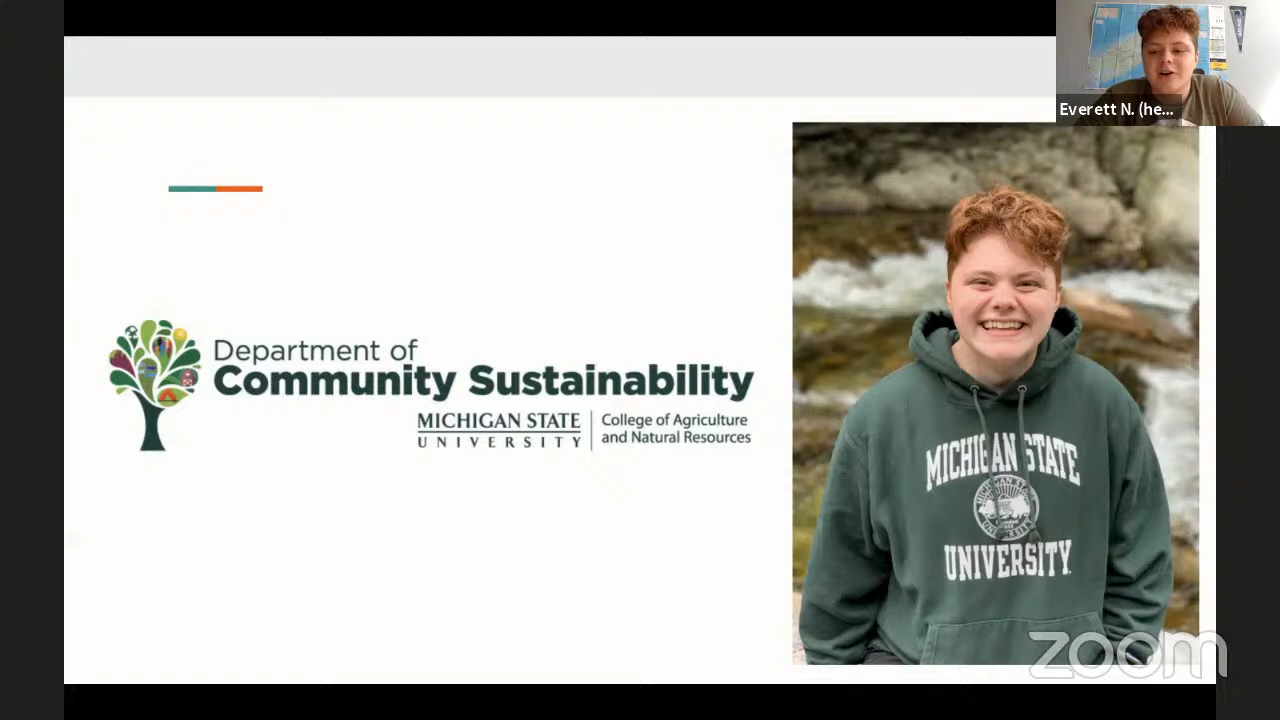 Everett N. (he...
Department of
Community Sustainability
MICHIGAN STATE
UNIVERSITY
College of Agriculture
and Natural Resources
MICHIGAN STATE
UNIVERSITY
zoom